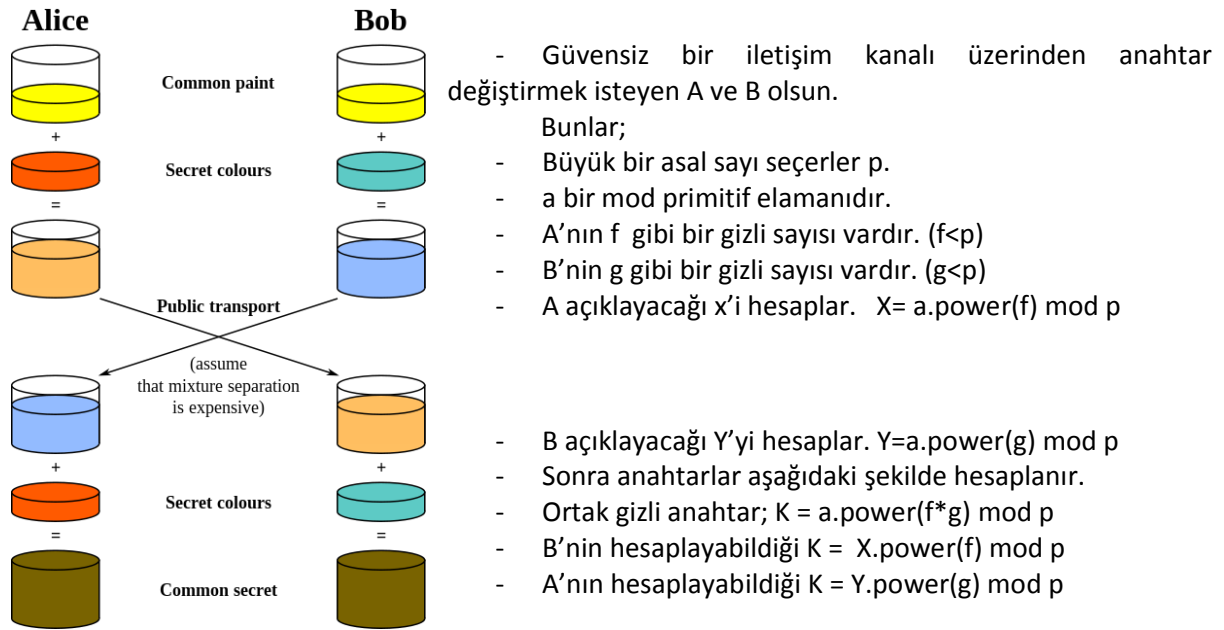 Alice
Bob
Common paint
+
+
Secret colours
=
=
Public transport
(assume
that mixture separation
is expensive)
+
+
Secret colours
=
=
Common secret
- Güvensiz bir iletişim kanalı üzerinden anahtar
değiştirmek isteyen A ve B olsun.
Bunlar;
- Büyük bir asal sayı seçerler p.
- a bir mod primitif elamanıdır.
- A’nın f gibi bir gizli sayısı vardır. (f<p)
- B’nin g gibi bir gizli sayısı vardır. (g<p)
- A açıklayacağı x’i hesaplar. X= a.power(f) mod p
- B açıklayacağı Y’yi hesaplar. Y=a.power(g) mod p
- Sonra anahtarlar aşağıdaki şekilde hesaplanır.
- Ortak gizli anahtar; K = a.power(f*g) mod p
- B’nin hesaplayabildiği K = X.power(f) mod p
- A’nın hesaplayabildiği K = Y.power(g) mod p